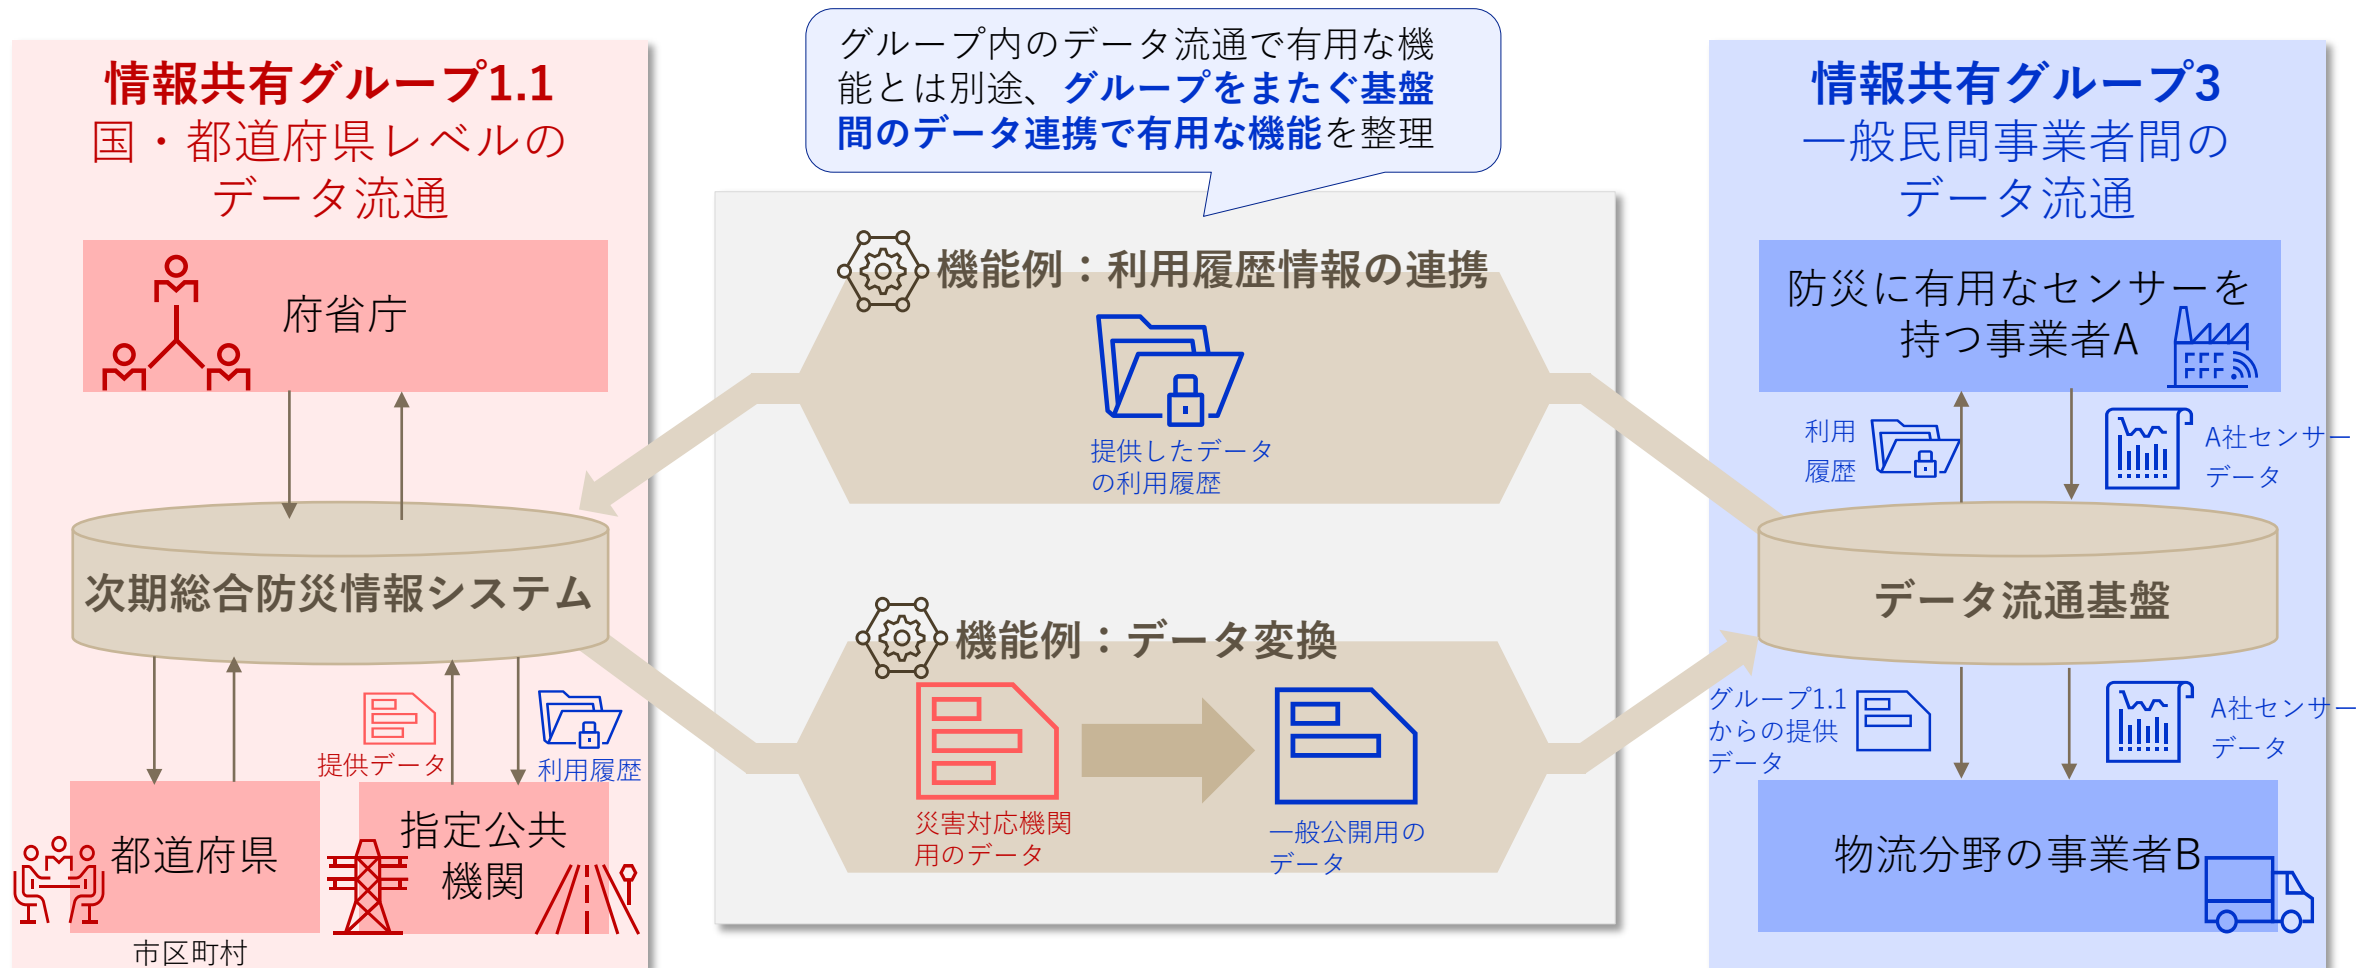 グループ内のデータ流通で有用な機
能とは別途、グループをまたぐ基盤
間のデータ連携で有用な機能を整理
情報共有グループ1.1
国・都道府県レベルの
データ流通
府省庁
次期総合防災情報システム
提供データ
利用履歴
都道府県
指定公共
機関
市区町村
機能例：利用履歴情報の連携
提供したデータ
の利用履歴
機能例：データ変換
災害対応機関
用のデータ
一般公開用の
データ
情報共有グループ3
一般民間事業者間の
データ流通
防災に有用なセンサーを
持つ事業者A
利用
履歴
A社センサー
データ
データ流通基盤
グループ1.1
からの提供
データ
A社センサー
データ
物流分野の事業者B